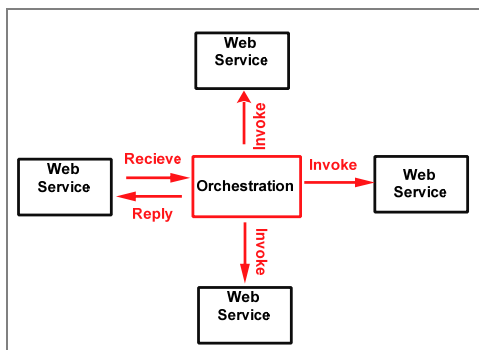 Web
Service
Invoke
Web
Service
Recieve
Reply
Orchestration
Invoke
Web
Service
Invoke
Web
Service